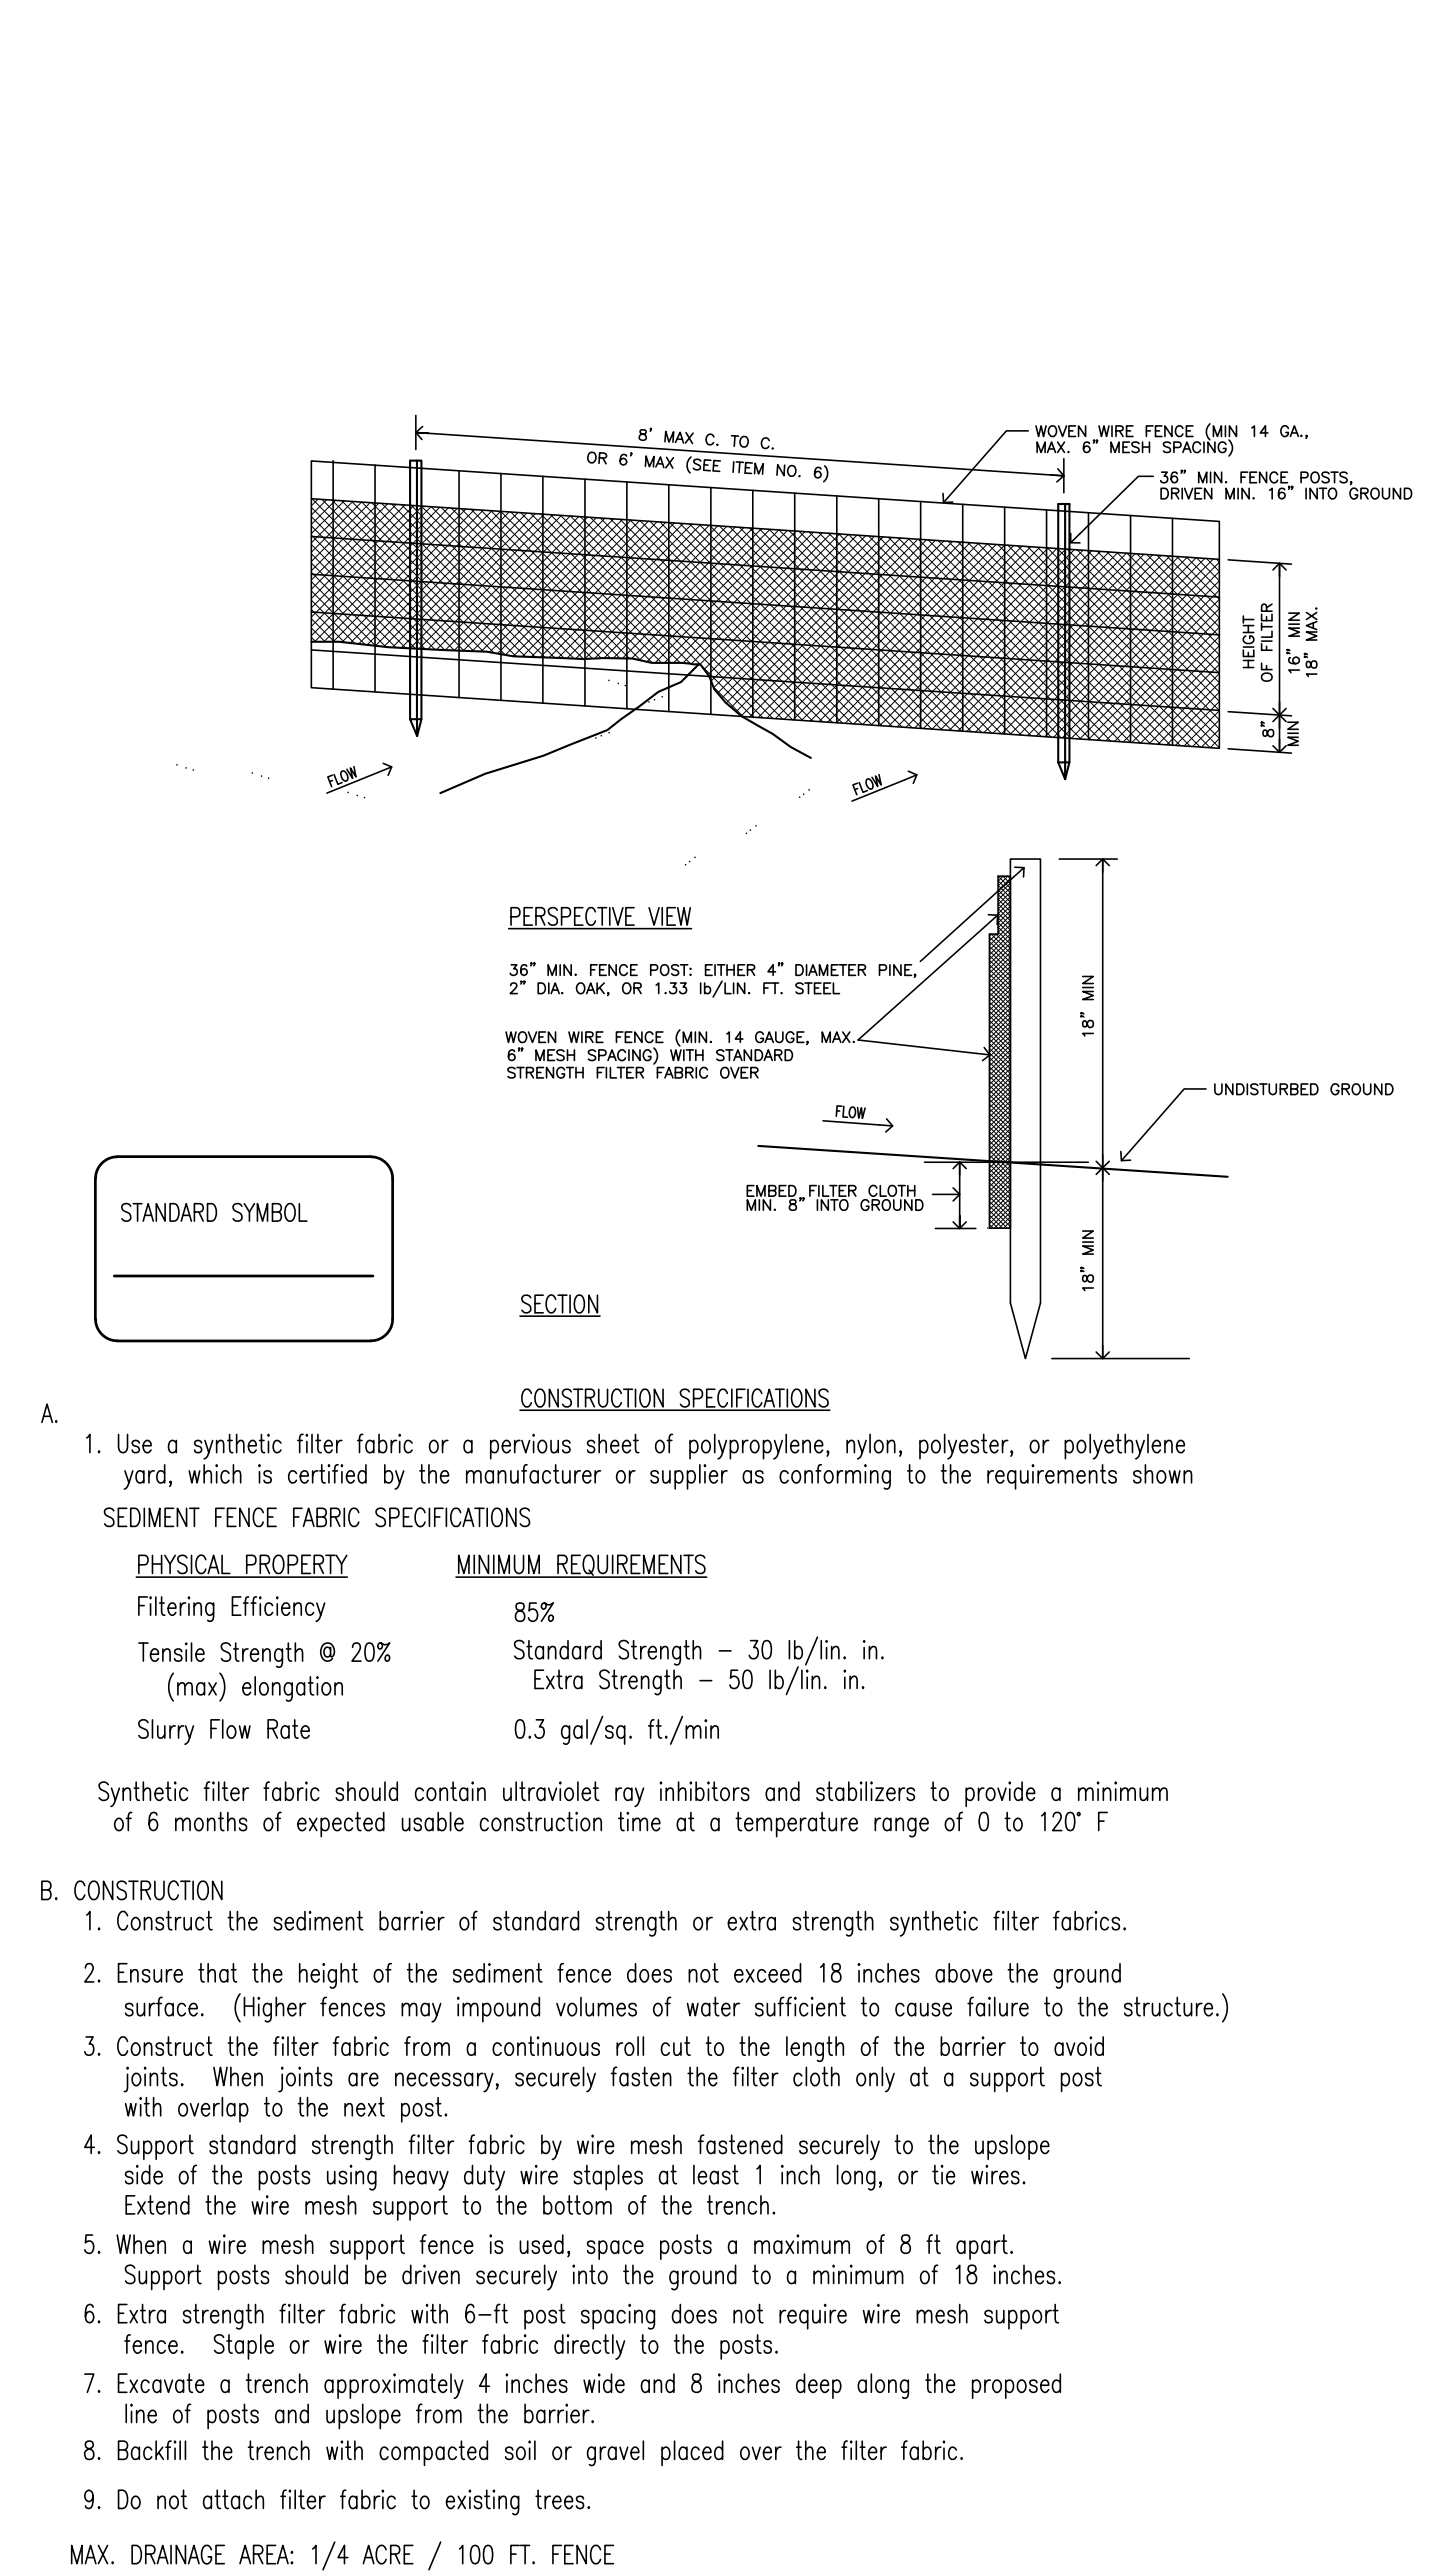 8' MAX C. TO C.
OR 6' MAX (SEE ITEM NO. 6)
WOVEN WIRE FENCE (MIN 14 GA.,
MAX. 6" MESH SPACING)
36" MIN. FENCE POSTS,
DRIVEN MIN. 16" INTO GROUND
HEIGHT
OF FILTER
16" MIN
18" MAX.
8"
MIN
FLOW
FLOW
PERSPECTIVE VIEW
36" MIN. FENCE POST: EITHER 4" DIAMETER PINE,
2" DIA. OAK, OR 1.33 lb/LIN. FT. STEEL
WOVEN WIRE FENCE (MIN. 14 GAUGE, MAX.
6" MESH SPACING) WITH STANDARD
STRENGTH FILTER FABRIC OVER
18" MIN
UNDISTURBED GROUND
FLOW
EMBED FILTER CLOTH
MIN. 8" INTO GROUND
18" MIN
STANDARD SYMBOL
SECTION
CONSTRUCTION SPECIFICATIONS
A.
1. Use a synthetic filter fabric or a pervious sheet of polypropylene, nylon, polyester, or polyethylene
yard, which is certified by the manufacturer or supplier as conforming to the requirements shown
SEDIMENT FENCE FABRIC SPECIFICATIONS
PHYSICAL PROPERTY MINIMUM REQUIREMENTS
Filtering Efficiency 85%
Tensile Strength @ 20% Standard Strength – 30 lb/lin. in.
(max) elongation Extra Strength – 50 lb/lin. in.
Slurry Flow Rate 0.3 gal/sq. ft./min
Synthetic filter fabric should contain ultraviolet ray inhibitors and stabilizers to provide a minimum
of 6 months of expected usable construction time at a temperature range of 0 to 120° F
B. CONSTRUCTION
1. Construct the sediment barrier of standard strength or extra strength synthetic filter fabrics.
2. Ensure that the height of the sediment fence does not exceed 18 inches above the ground
surface. (Higher fences may impound volumes of water sufficient to cause failure to the structure.)
3. Construct the filter fabric from a continuous roll cut to the length of the barrier to avoid
joints. When joints are necessary, securely fasten the filter cloth only at a support post
with overlap to the next post.
4. Support standard strength filter fabric by wire mesh fastened securely to the upslope
side of the posts using heavy duty wire staples at least 1 inch long, or tie wires.
Extend the wire mesh support to the bottom of the trench.
5. When a wire mesh support fence is used, space posts a maximum of 8 ft apart.
Support posts should be driven securely into the ground to a minimum of 18 inches.
6. Extra strength filter fabric with 6–ft post spacing does not require wire mesh support
fence. Staple or wire the filter fabric directly to the posts.
7. Excavate a trench approximately 4 inches wide and 8 inches deep along the proposed
line of posts and upslope from the barrier.
8. Backfill the trench with compacted soil or gravel placed over the filter fabric.
9. Do not attach filter fabric to existing trees.
MAX. DRAINAGE AREA: 1/4 ACRE / 100 FT. FENCE